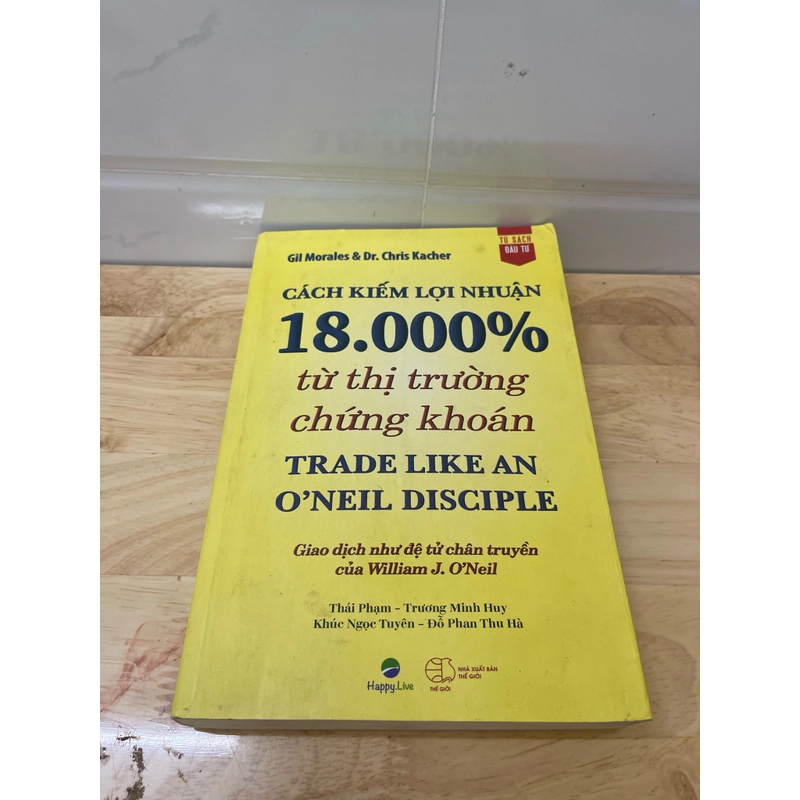 Gil Morales & Dr. Chris Kacher
TỦ SÁCH
ĐẦU TƯ
CÁCH KIẾM LỢI NHUẬN
18.000%
từ thị trường
chứng khoán
TRADE LIKE AN
O'NEIL DISCIPLE
Giao dịch như đệ tử chân truyền
của William J. O'Neil
Thái Phạm - Trương Minh Huy
Khúc Ngọc Tuyên - Đỗ Phan Thu Hà
Happy.Live
THẾ GIỚI
NHÀ XUẤT BẢN
THẾ GIỚI